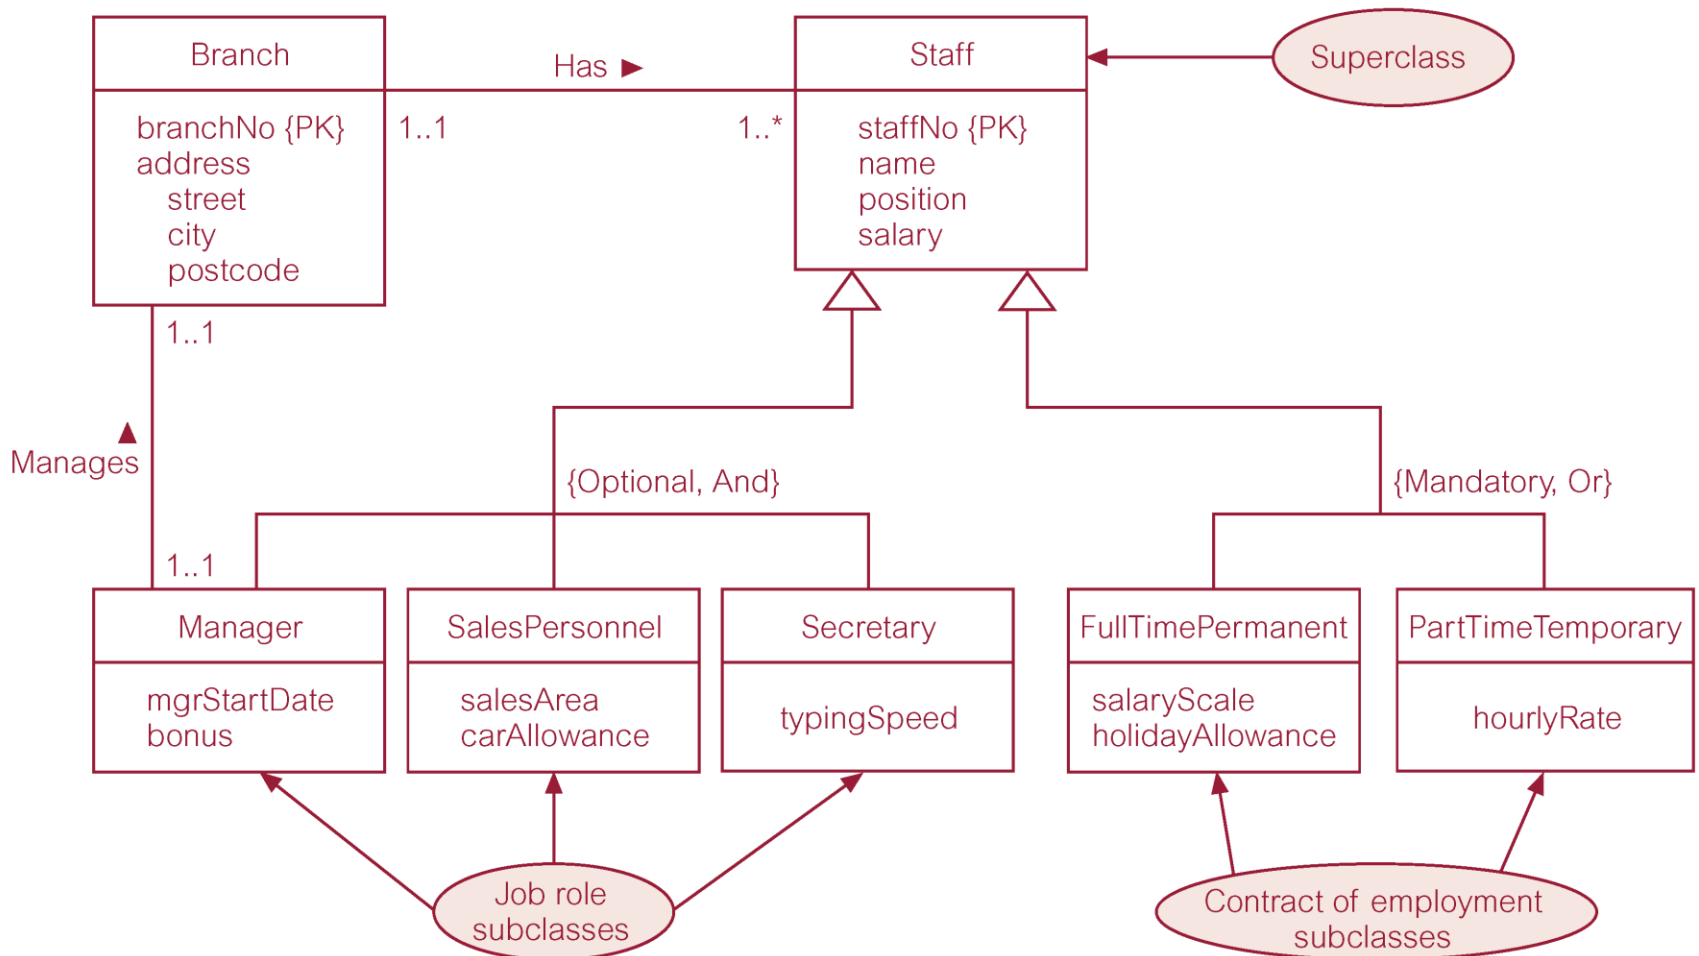 Branch
Has ►
Staff
Superclass
branchNo {PK}
address
street
city
postcode
1..1
1..*
staffNo {PK}
name
position
salary
1..1
▲
Manages
{Optional, And}
{Mandatory, Or}
1..1
Manager
mgrStartDate
bonus
SalesPersonnel
salesArea
carAllowance
Secretary
typingSpeed
FullTimePermanent
salaryScale
holidayAllowance
PartTimeTemporary
hourlyRate
Job role
subclasses
Contract of employment
subclasses